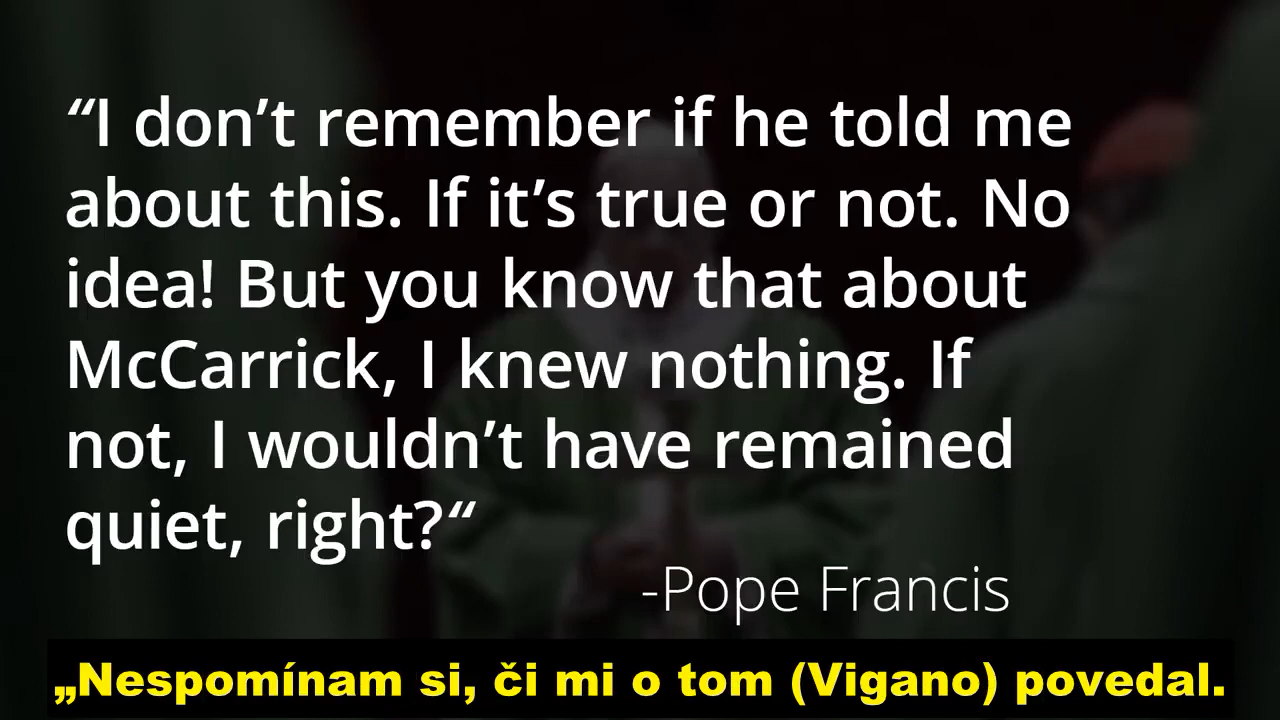 “I don’t remember if he told me
about this. If it’s true or not. No
idea! But you know that about
McCarrick, I knew nothing. If
not, I wouldn’t have remained
quiet, right?“
-Pope Francis
„Nespomínam si, či mi o tom (Vigano) povedal.